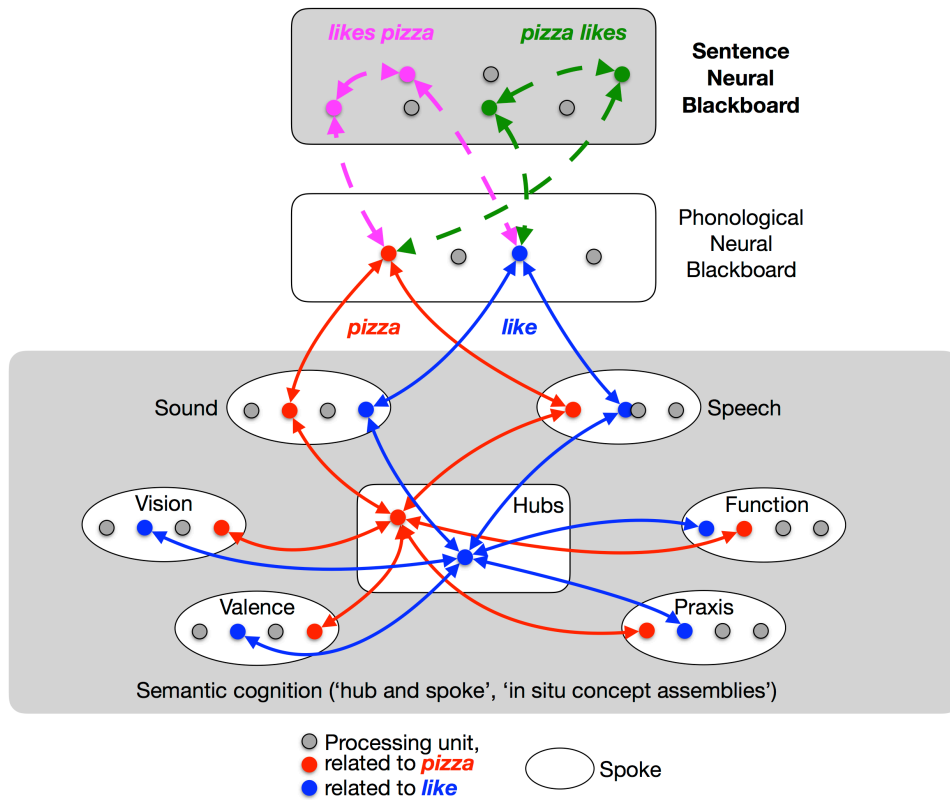 likes pizza
pizza likes
Sentence
Neural
Blackboard
Phonological
Neural
Blackboard
pizza
like
Sound
Speech
Vision
Hubs
Function
Valence
Praxis
Semantic cognition (‘hub and spoke’, ‘in situ concept assemblies’)
Processing unit,
related to pizza
related to like
Spoke